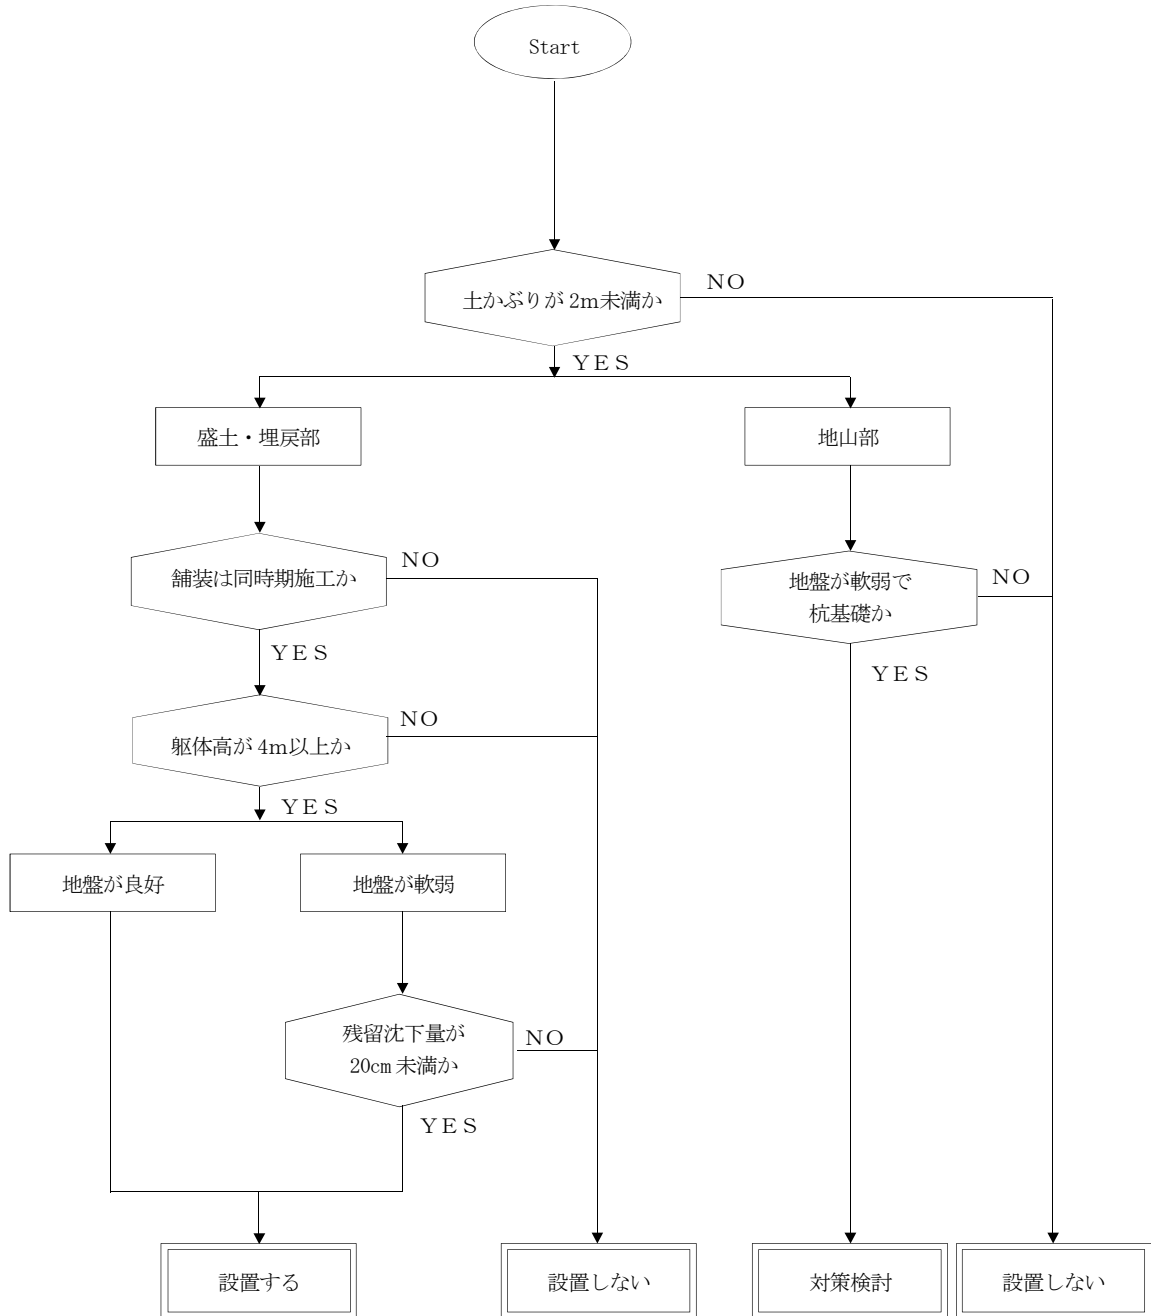 Start
土かぶりが 2m未満か
NO
YES
盛土・埋戻部
地山部
舗装は同時期施工か
NO
地盤が軟弱で
杭基礎か
NO
YES
YES
躯体高が 4m以上か
NO
YES
地盤が良好
地盤が軟弱
残留沈下量が
20cm 未満か
NO
YES
設置する
設置しない
対策検討
設置しない